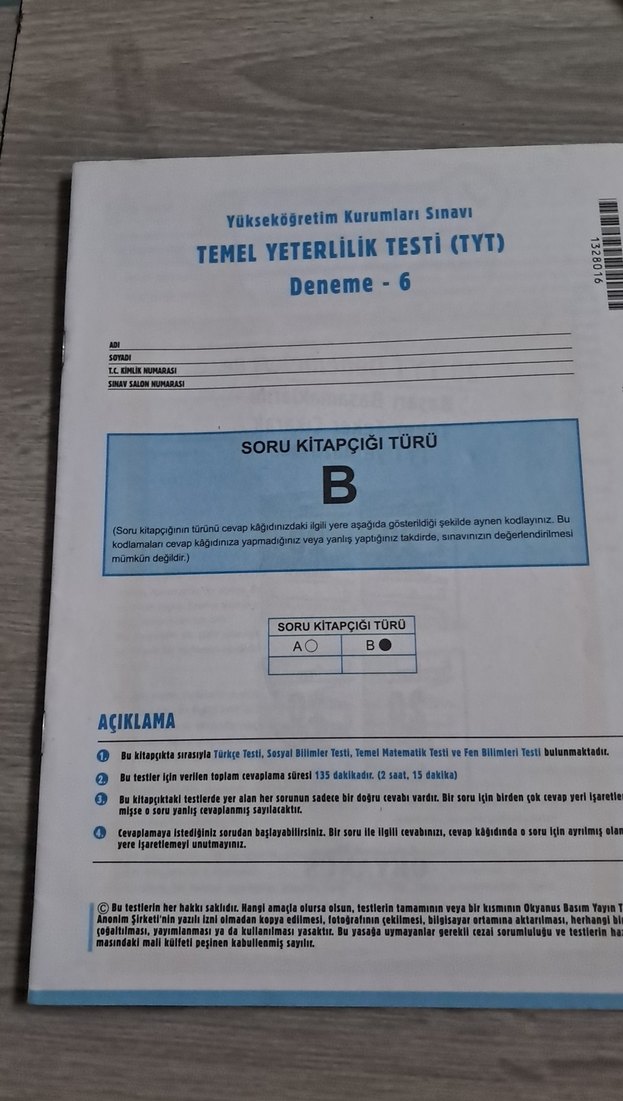 Yükseköğretim Kurumları Sınavı
TEMEL YETERLİLİK TESTİ (TYT)
Deneme - 6
1328016
ADI
SOYADI
T.C. KİMLİK NUMARASI
SINAV SALON NUMARASI
SORU KİTAPÇIĞI TÜRÜ
B
(Soru kitapçığının türünü cevap kâğıdınızdaki ilgili yere aşağıda gösterildiği şekilde aynen kodlayınız. Bu
kodlamaları cevap kâğıdınıza yapmadığınız veya yanlış yaptığınız takdirde, sınavınızın değerlendirilmesi
mümkün değildir.)
SORU KİTAPÇIĞI TÜRÜ
A B
AÇIKLAMA
1. Bu kitapçıkta sırasıyla Türkçe Testi, Sosyal Bilimler Testi, Temel Matematik Testi ve Fen Bilimleri Testi bulunmaktadır.
2. Bu testler için verilen toplam cevaplama süresi 135 dakikadır. (2 saat, 15 dakika)
3. Bu kitapçıktaki testlerde yer alan her sorunun sadece bir doğru cevabı vardır. Bir soru için birden çok cevap yeri işaretlen
mişse o soru yanlış cevaplanmış sayılacaktır.
4. Cevaplamaya istediğiniz sorudan başlayabilirsiniz. Bir soru ile ilgili cevabınızı, cevap kâğıdında o soru için ayrılmış olan
yere işaretlemeyi unutmayınız.
© Bu testlerin her hakkı saklıdır. Hangi amaçla olursa olsun, testlerin tamamının veya bir kısmının Okyanus Basım Yayın T
Anonim Şirketi'nin yazılı izni olmadan kopya edilmesi, fotoğrafının çekilmesi, bilgisayar ortamına aktarılması, herhangi bir
çoğaltılması, yayımlanması ya da kullanılması yasaktır. Bu yasağa uymayanlar gerekli cezai sorumluluğu ve testlerin ha
masındaki mali külfeti peşinen kabullenmiş sayılır.